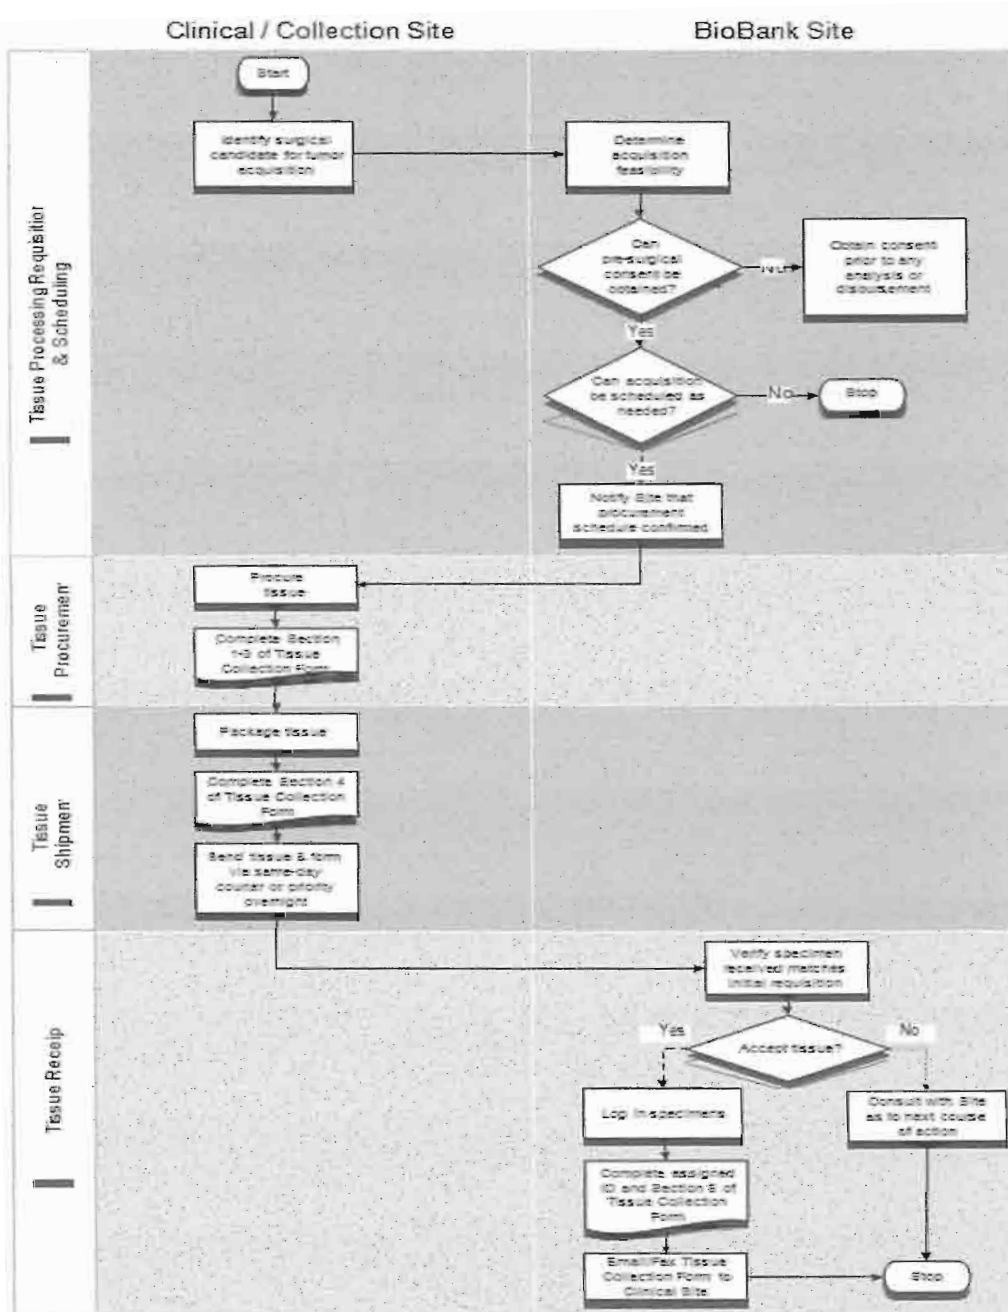 Clinical / Collection Site
BioBank Site
Tissue Processing Requisition
& Scheduling
Start
Identify surgical
candidate for tumor
acquisition
Determine
acquisition
feasibility
Can
pre-surgical
consent be
obtained?
No
Obtain consent
prior to any
analysis or
disbursement
Yes
Can acquisition
be scheduled as
needed?
No
Stop
Yes
Notify Site that
procurement
schedule confirmed
Tissue
Procuremen
Procure
tissue
Complete Section
1-3 of Tissue
Collection Form
Tissue
Shipmen
Package tissue
Complete Section 4
of Tissue Collection
Form
Send tissue & form
via same-day
courier or priority
overnight
Tissue Receip
Verify specimen
received matches
initial requisition
Accept tissue?
Yes
No
Log in specimens
Consult with Site
as to next course
of action
Complete assigned
ID and Section 5 of
Tissue Collection
Form
Email/Fax Tissue
Collection Form to
Clinical Site
Stop